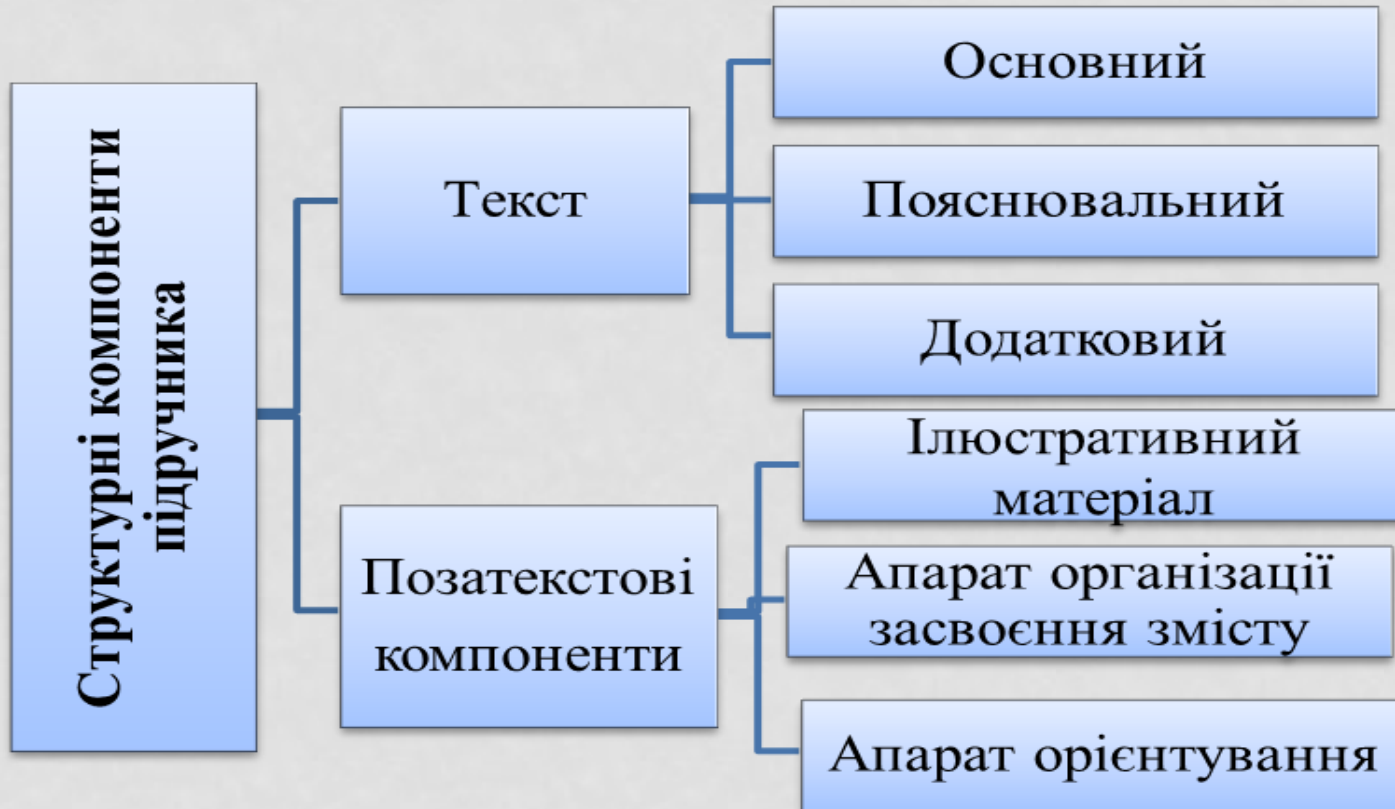 Структурні компоненти
підручника
Текст
Основний
Пояснювальний
Додатковий
Позатекстові
компоненти
Ілюстративний
матеріал
Апарат організації
засвоєння змісту
Апарат орієнтування